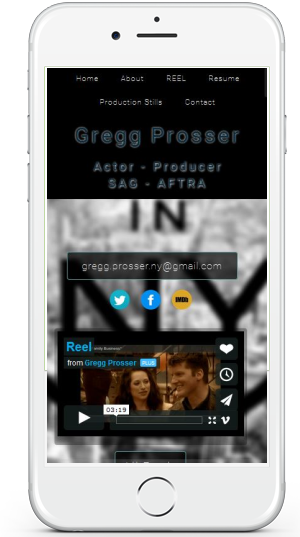 Home About REEL Resume
Production Stills Contact
Gregg Prosser
Actor - Producer
SAG - AFTRA
IN
NY
gregg.prosser.ny@gmail.com
IMDb
Reel
from Gregg Prosser PLUS
03:19